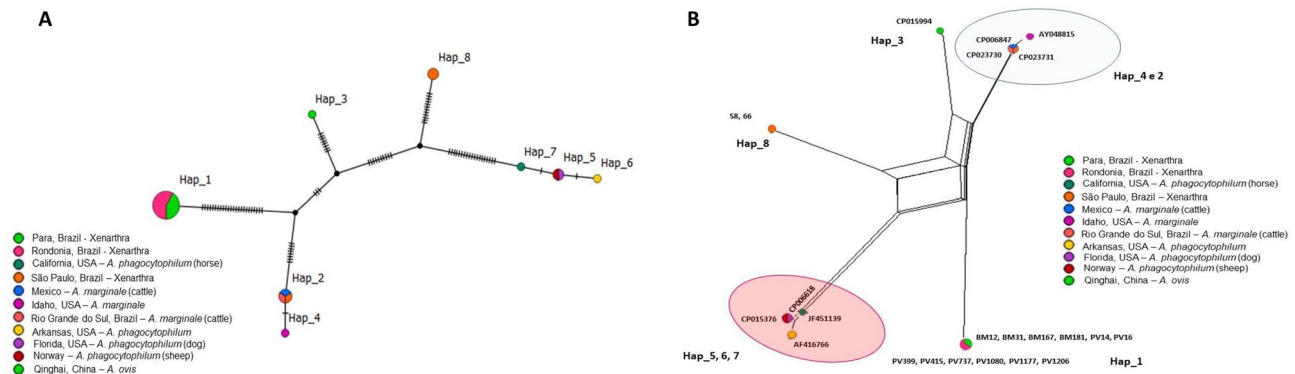 A
Hap_8
Hap_3
Hap_7
Hap_5
Hap_6
Hap_1
Hap_2
Hap_4
Para, Brazil - Xenarthra
Rondonia, Brazil - Xenarthra
California, USA – A. phagocytophilum (horse)
São Paulo, Brazil – Xenarthra
Mexico – A. marginale (cattle)
Idaho, USA – A. marginale
Rio Grande do Sul, Brazil – A. marginale (cattle)
Arkansas, USA – A. phagocytophilum
Florida, USA – A. phagocytophilum (dog)
Norway – A. phagocytophilum (sheep)
Qinghai, China – A. ovis
B
CP015994
Hap_3
CP006847
AY048815
CP023730
CP023731
Hap_4 e 2
S8, 66
Hap_8
Para, Brazil - Xenarthra
Rondonia, Brazil - Xenarthra
California, USA – A. phagocytophilum (horse)
São Paulo, Brazil – Xenarthra
Mexico – A. marginale (cattle)
Idaho, USA – A. marginale
Rio Grande do Sul, Brazil – A. marginale (cattle)
Arkansas, USA – A. phagocytophilum
Florida, USA – A. phagocytophilum (dog)
Norway – A. phagocytophilum (sheep)
Qinghai, China – A. ovis
CP006618
CP015376
JF451139
AF416766
Hap_5, 6, 7
BM12, BM31, BM167, BM181, PV14, PV16
PV399, PV415, PV737, PV1080, PV1177, PV1206
Hap_1